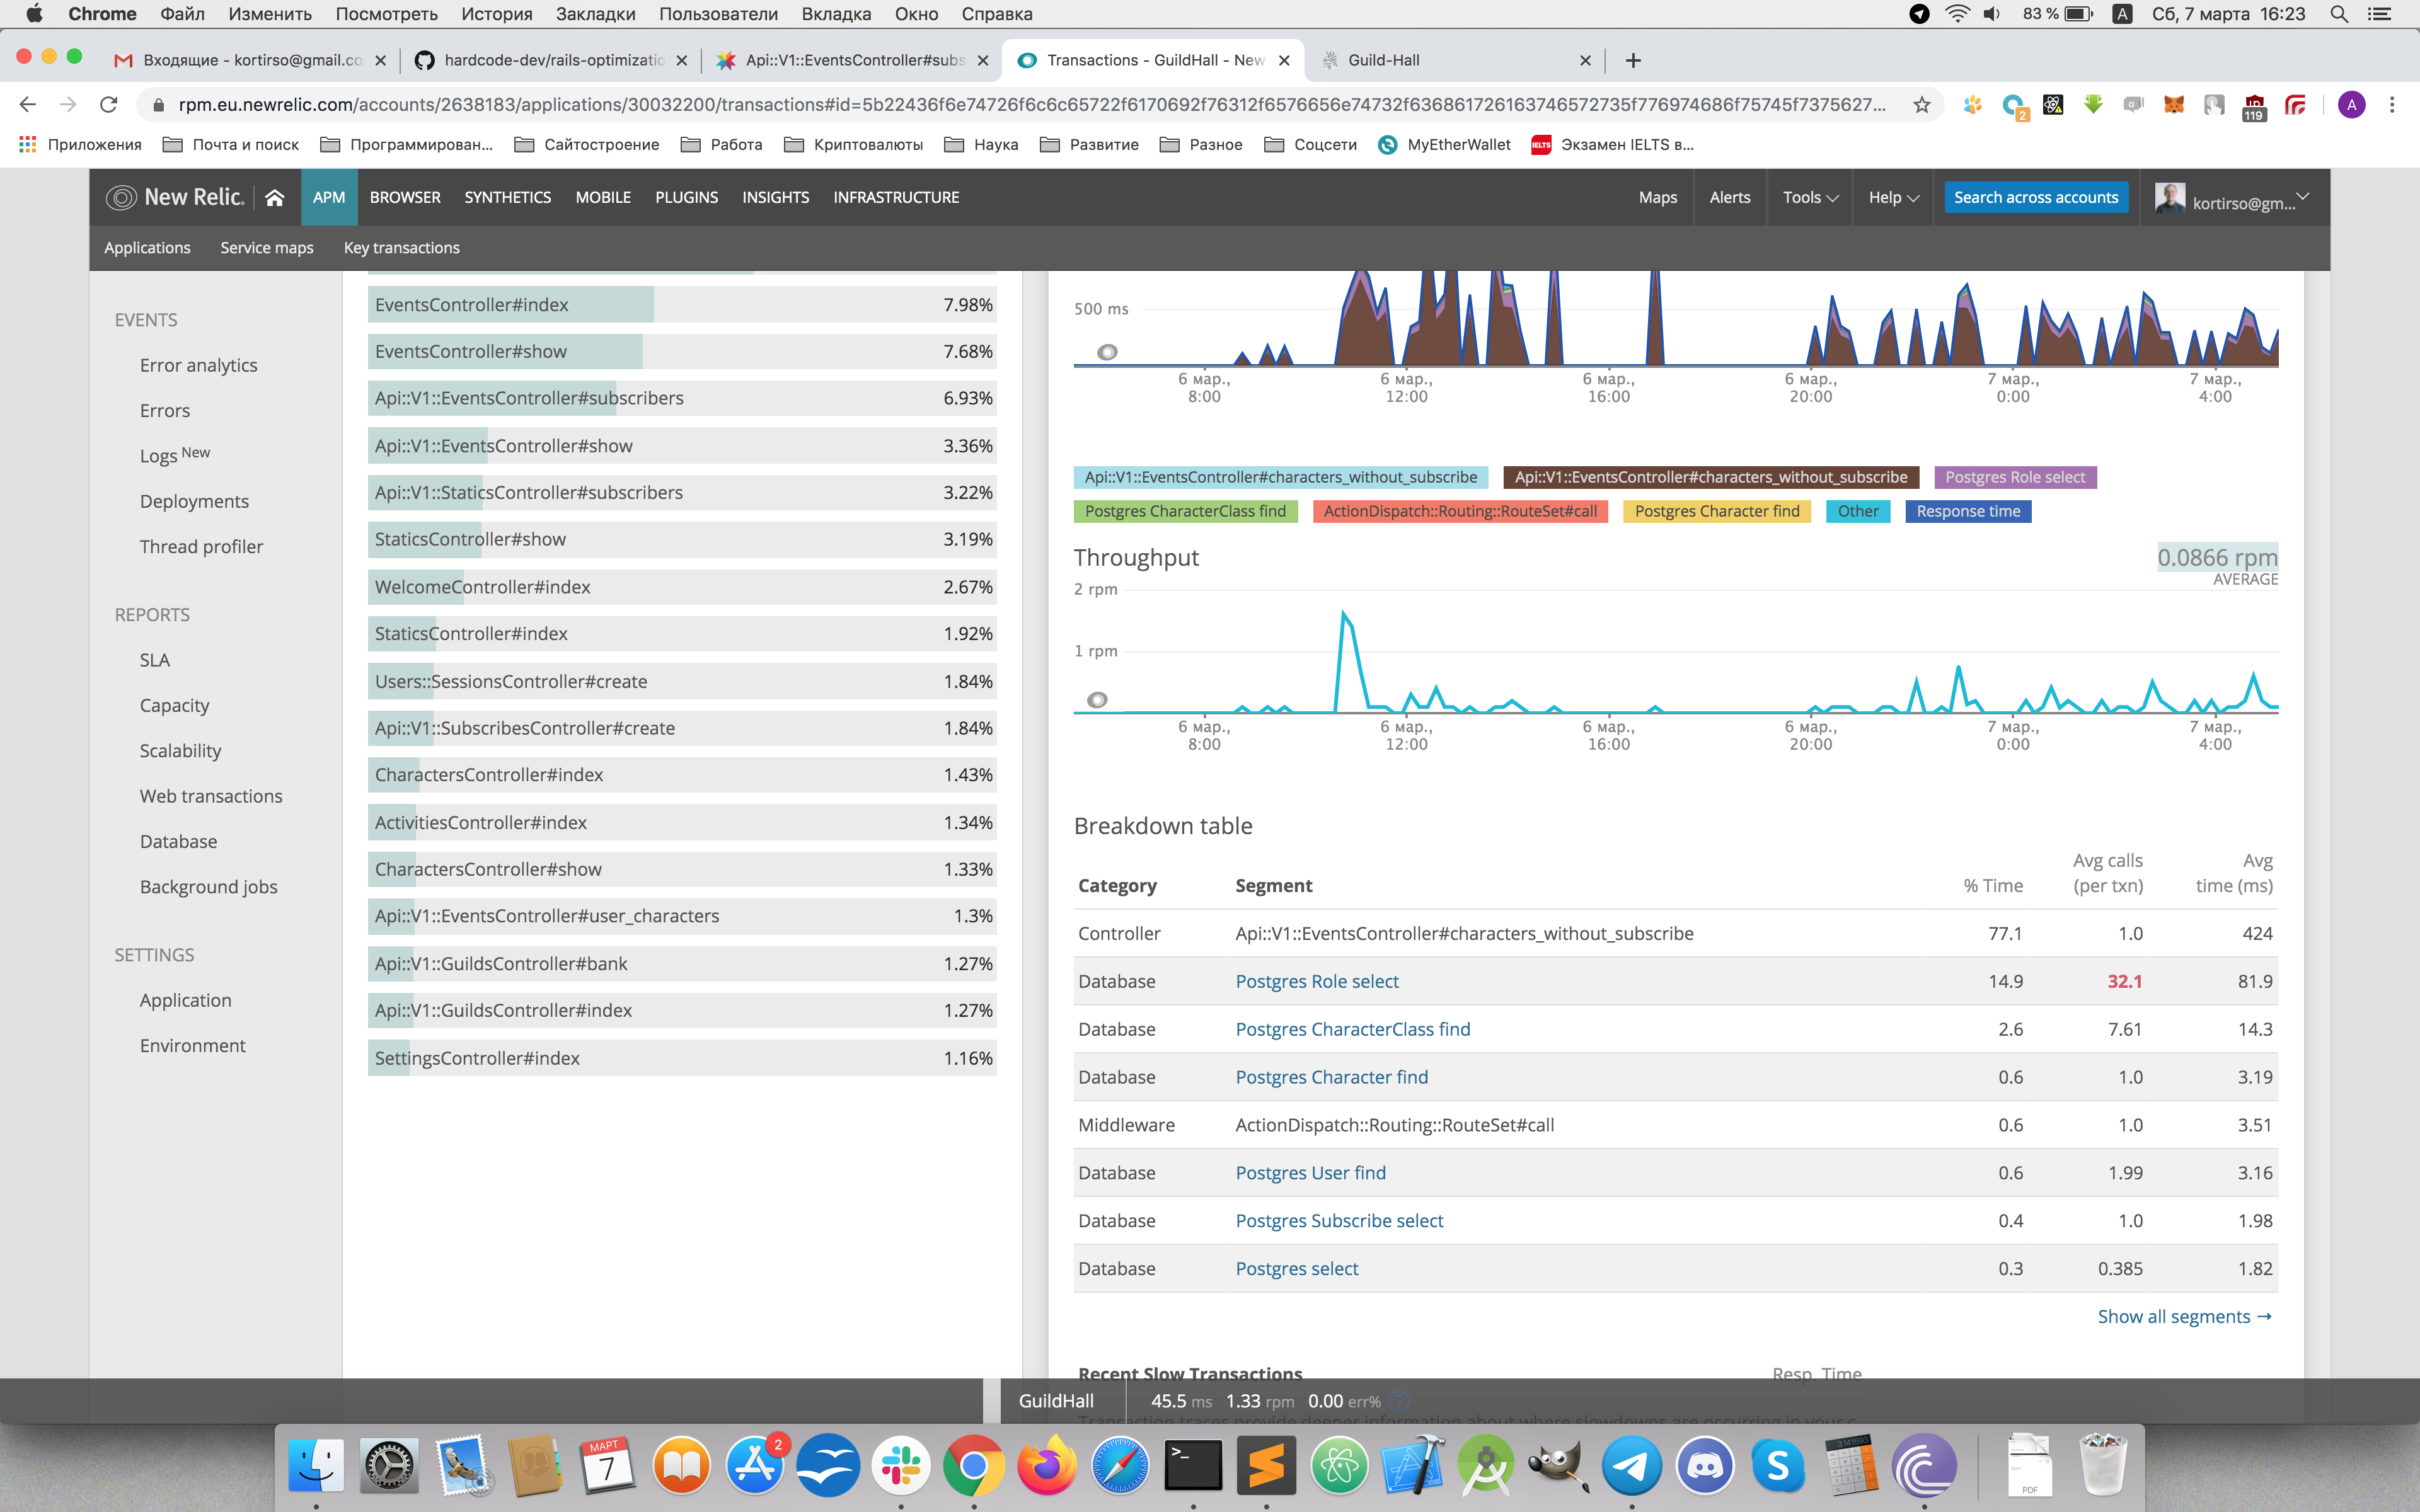 Chrome Файл Изменить Посмотреть История Закладки Пользователи Вкладка Окно Справка 83 % A Сб, 7 марта 16:23
Входящие - kortirso@gmail.co hardcode-dev/rails-optimizatio Api::V1::EventsController#subs Transactions - GuildHall - New Guild-Hall
rpm.eu.newrelic.com/accounts/2638183/applications/30032200/transactions#id=5b22436f6e74726f6c6c65722f6170692f76312f6576656e74732f636861726163746572735f776974686f75745f7375627... 2 119 A
Приложения Почта и поиск Программирован... Сайтостроение Работа Криптовалюты Наука Развитие Разное Соцсети MyEtherWallet IELTS Экзамен IELTS в...
New Relic. APM BROWSER SYNTHETICS MOBILE PLUGINS INSIGHTS INFRASTRUCTURE Maps Alerts Tools Help Search across accounts kortirso@gm...
Applications Service maps Key transactions
EVENTS
Error analytics
Errors
Logs New
Deployments
Thread profiler
REPORTS
SLA
Capacity
Scalability
Web transactions
Database
Background jobs
SETTINGS
Application
Environment
EventsController#index 7.98%
EventsController#show 7.68%
Api::V1::EventsController#subscribers 6.93%
Api::V1::EventsController#show 3.36%
Api::V1::StaticsController#subscribers 3.22%
StaticsController#show 3.19%
WelcomeController#index 2.67%
StaticsController#index 1.92%
Users::SessionsController#create 1.84%
Api::V1::SubscribesController#create 1.84%
CharactersController#index 1.43%
ActivitiesController#index 1.34%
CharactersController#show 1.33%
Api::V1::EventsController#user_characters 1.3%
Api::V1::GuildsController#bank 1.27%
Api::V1::GuildsController#index 1.27%
SettingsController#index 1.16%
500 ms
6 мар., 6 мар., 6 мар., 6 мар., 7 мар., 7 мар.,
8:00 12:00 16:00 20:00 0:00 4:00
Api::V1::EventsController#characters_without_subscribe Api::V1::EventsController#characters_without_subscribe Postgres Role select
Postgres CharacterClass find ActionDispatch::Routing::RouteSet#call Postgres Character find Other Response time
Throughput 0.0866 rpm
AVERAGE
2 rpm
1 rpm
6 мар., 6 мар., 6 мар., 6 мар., 7 мар., 7 мар.,
8:00 12:00 16:00 20:00 0:00 4:00
Breakdown table
Avg calls Avg
Category Segment % Time (per txn) time (ms)
Controller Api::V1::EventsController#characters_without_subscribe 77.1 1.0 424
Database Postgres Role select 14.9 32.1 81.9
Database Postgres CharacterClass find 2.6 7.61 14.3
Database Postgres Character find 0.6 1.0 3.19
Middleware ActionDispatch::Routing::RouteSet#call 0.6 1.0 3.51
Database Postgres User find 0.6 1.99 3.16
Database Postgres Subscribe select 0.4 1.0 1.98
Database Postgres select 0.3 0.385 1.82
Show all segments →
Recent Slow Transactions Resp. Time
GuildHall 45.5 ms 1.33 rpm 0.00 err% ?
Transaction traces provide deeper information about where slowdowns are occurring in your c
МАРТ
7
2
PDF